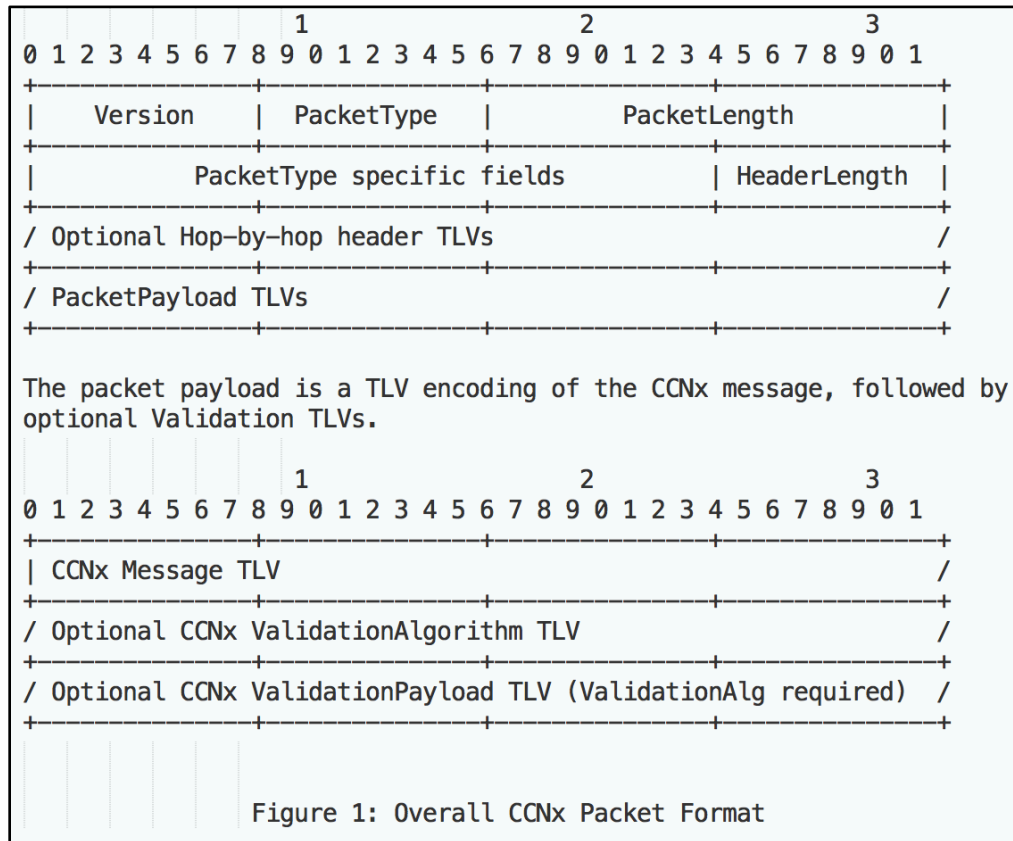 1                   2                   3
 0 1 2 3 4 5 6 7 8 9 0 1 2 3 4 5 6 7 8 9 0 1 2 3 4 5 6 7 8 9 0 1
+---------------+---------------+---------------+---------------+
|    Version    |  PacketType   |         PacketLength          |
+---------------+---------------+---------------+---------------+
|           PacketType specific fields          | HeaderLength  |
+---------------+---------------+---------------+---------------+
/ Optional Hop-by-hop header TLVs                               /
+---------------+---------------+---------------+---------------+
/ PacketPayload TLVs                                            /
+---------------+---------------+---------------+---------------+
The packet payload is a TLV encoding of the CCNx message, followed by
optional Validation TLVs.
                     1                   2                   3
 0 1 2 3 4 5 6 7 8 9 0 1 2 3 4 5 6 7 8 9 0 1 2 3 4 5 6 7 8 9 0 1
+---------------+---------------+---------------+---------------+
| CCNx Message TLV                                              /
+---------------+---------------+---------------+---------------+
/ Optional CCNx ValidationAlgorithm TLV                         /
+---------------+---------------+---------------+---------------+
/ Optional CCNx ValidationPayload TLV (ValidationAlg required)  /
+---------------+---------------+---------------+---------------+
Figure 1: Overall CCNx Packet Format